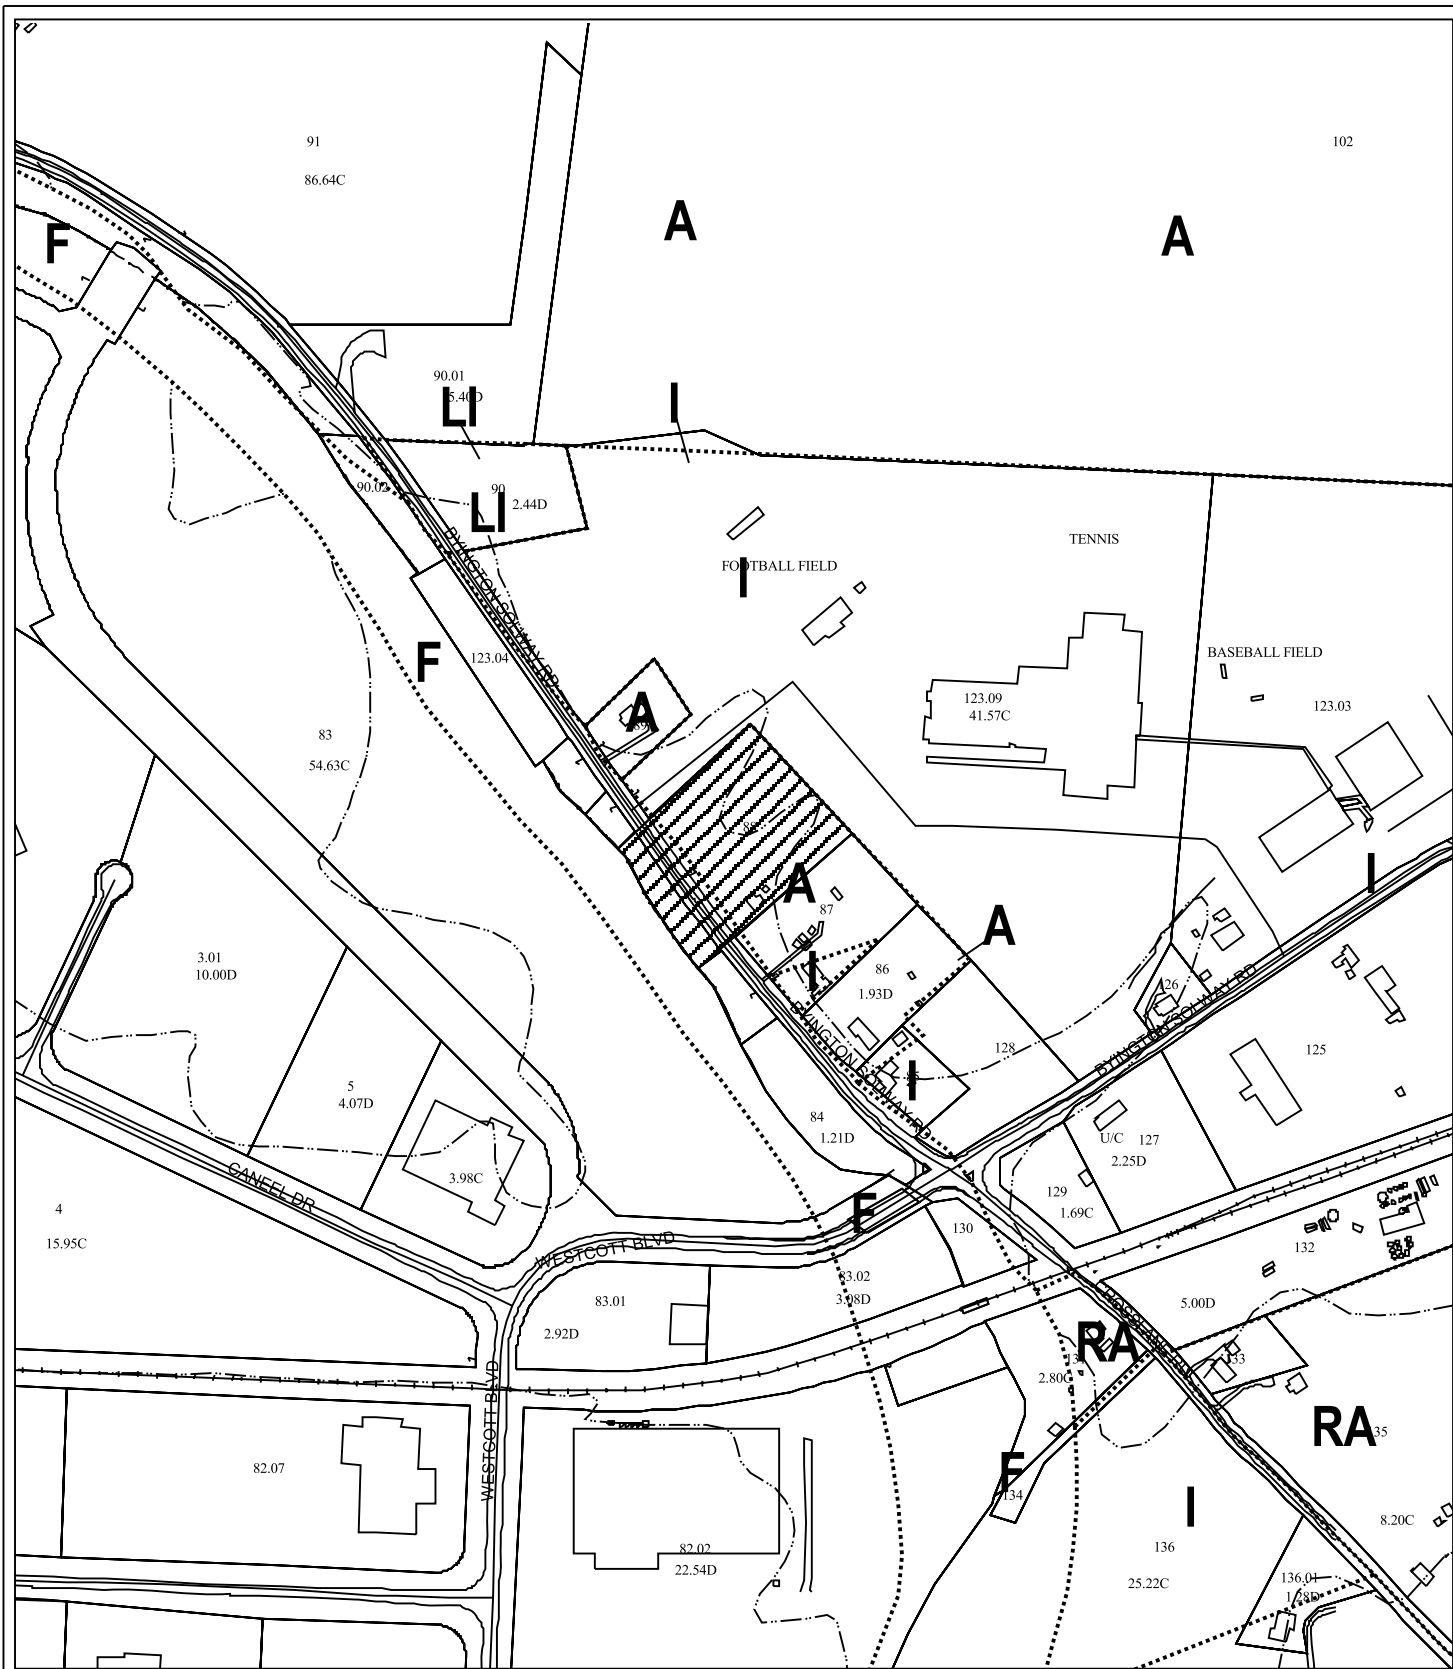 91
102
86.64C
A
A
F
90.01
5.40D
LI
I
90.02
90
2.44D
LI
BYINGTON SOLWAY RD
TENNIS
FOOTBALL FIELD
I
F
123.04
BASEBALL FIELD
123.09
41.57C
123.03
A
83
54.63C
88
A
I
87
A
3.01
10.00D
86
1.93D
I
26
BYINGTON SOLWAY RD
BYINGTON SOLWAY RD
128
125
I
5
4.07D
84
1.21D
U/C
127
2.25D
3.98C
CANEEL DR
129
1.69C
4
15.95C
F
130
WESTCOTT BLVD
132
83.02
3.08D
83.01
2.92D
5.00D
RA
2.80C
133
WESTCOTT BLVD
RA
35
82.07
F
134
I
8.20C
82.02
22.54D
136
25.22C
136.01
1.28D